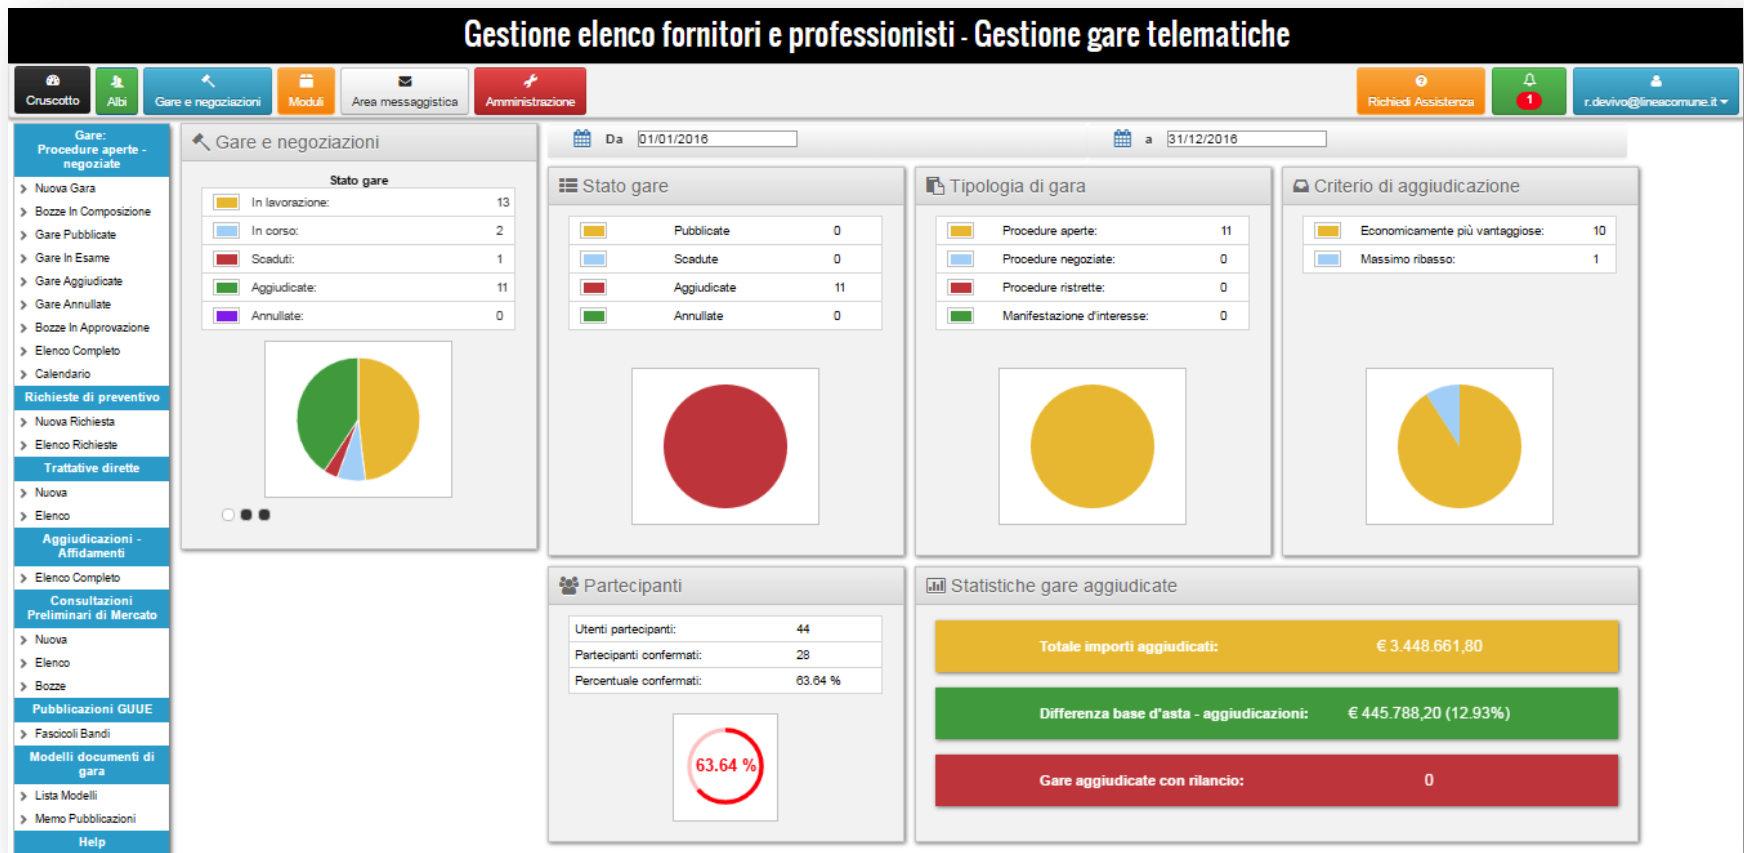 Gestione elenco fornitori e professionisti - Gestione gare telematiche
Cruscotto
Albi
Gare e negoziazioni
Moduli
Area messaggistica
Amministrazione
Richiedi Assistenza
1
r.devivo@lineacomune.it
Gare:
Procedure aperte -
negoziate
Nuova Gara
Bozze In Composizione
Gare Pubblicate
Gare In Esame
Gare Aggiudicate
Gare Annullate
Bozze In Approvazione
Elenco Completo
Calendario
Richieste di preventivo
Nuova Richiesta
Elenco Richieste
Trattative dirette
Nuova
Elenco
Aggiudicazioni -
Affidamenti
Elenco Completo
Consultazioni
Preliminari di Mercato
Nuova
Elenco
Bozze
Pubblicazioni GUUE
Fascicoli Bandi
Modelli documenti di
gara
Lista Modelli
Memo Pubblicazioni
Help
Gare e negoziazioni
Stato gare
In lavorazione: 13
In corso: 2
Scaduti: 1
Aggiudicate: 11
Annullate: 0
Da 01/01/2016
a 31/12/2016
Stato gare
Pubblicate 0
Scadute 0
Aggiudicate 11
Annullate 0
Tipologia di gara
Procedure aperte: 11
Procedure negoziate: 0
Procedure ristrette: 0
Manifestazione d'interesse: 0
Criterio di aggiudicazione
Economicamente più vantaggiose: 10
Massimo ribasso: 1
Partecipanti
Utenti partecipanti: 44
Partecipanti confermati: 28
Percentuale confermati: 63.64 %
63.64 %
Statistiche gare aggiudicate
Totale importi aggiudicati: € 3.448.661,80
Differenza base d'asta - aggiudicazioni: € 445.788,20 (12.93%)
Gare aggiudicate con rilancio: 0